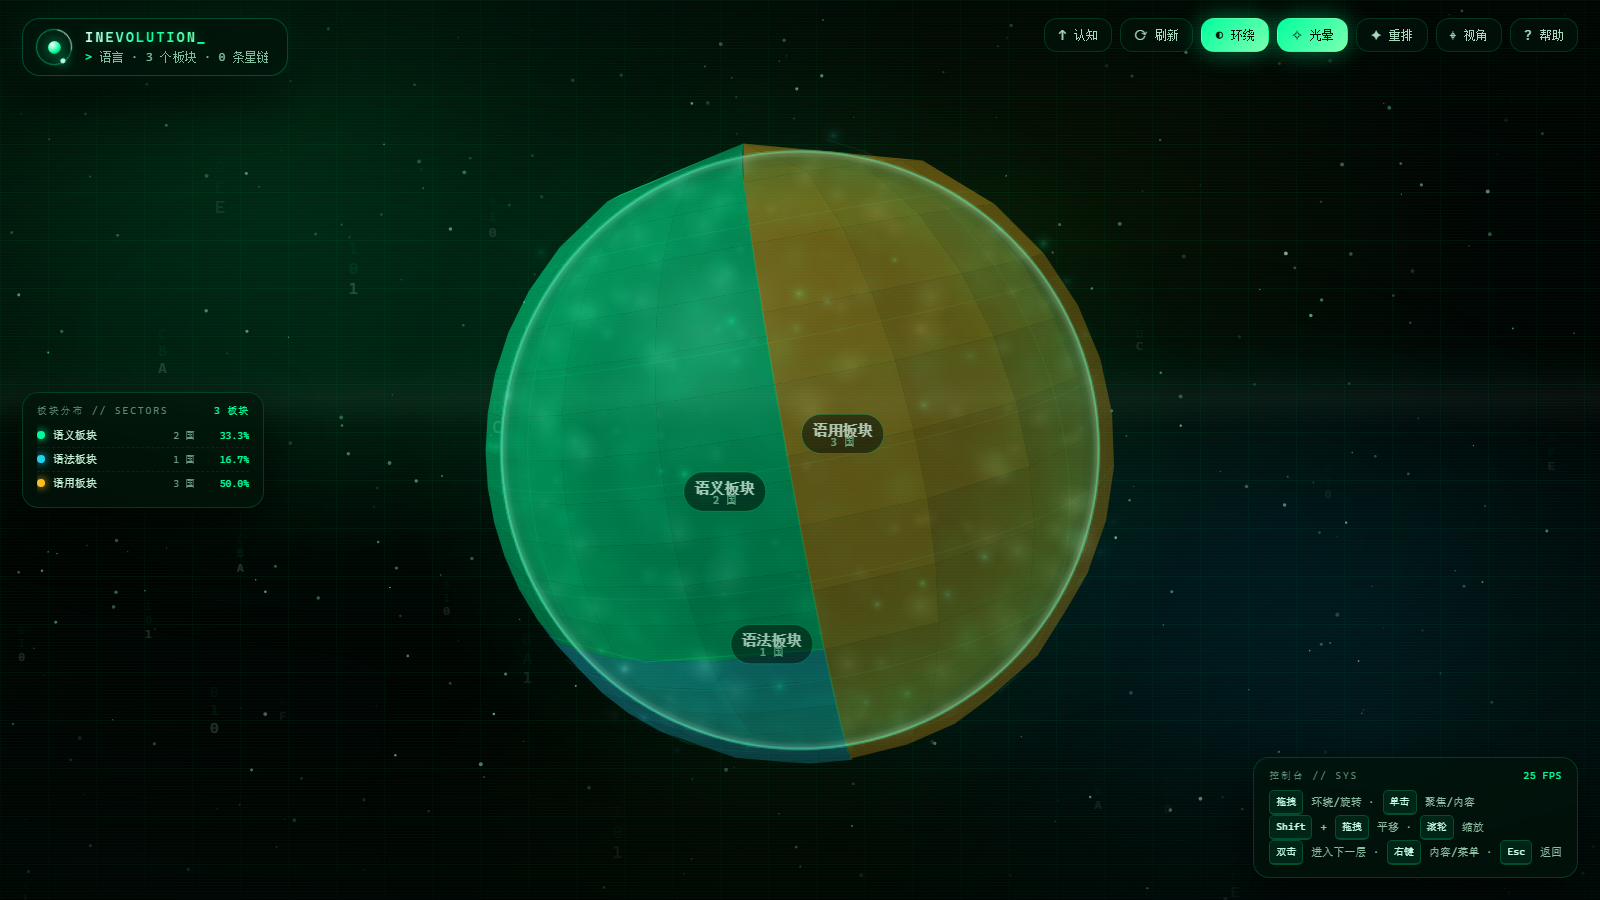 INEVOLUTION_
> 语言 · 3 个板块 · 0 条星链
↑ 认知
刷新
环绕
光晕
重排
视角
? 帮助
板块分布 // SECTORS 3 板块
语义板块 2 国 33.3%
语法板块 1 国 16.7%
语用板块 3 国 50.0%
语用板块
3 国
语义板块
2 国
语法板块
1 国
控制台 // SYS 25 FPS
拖拽 环绕/旋转 · 单击 聚焦/内容
Shift + 拖拽 平移 · 滚轮 缩放
双击 进入下一层 · 右键 内容/菜单 · Esc 返回